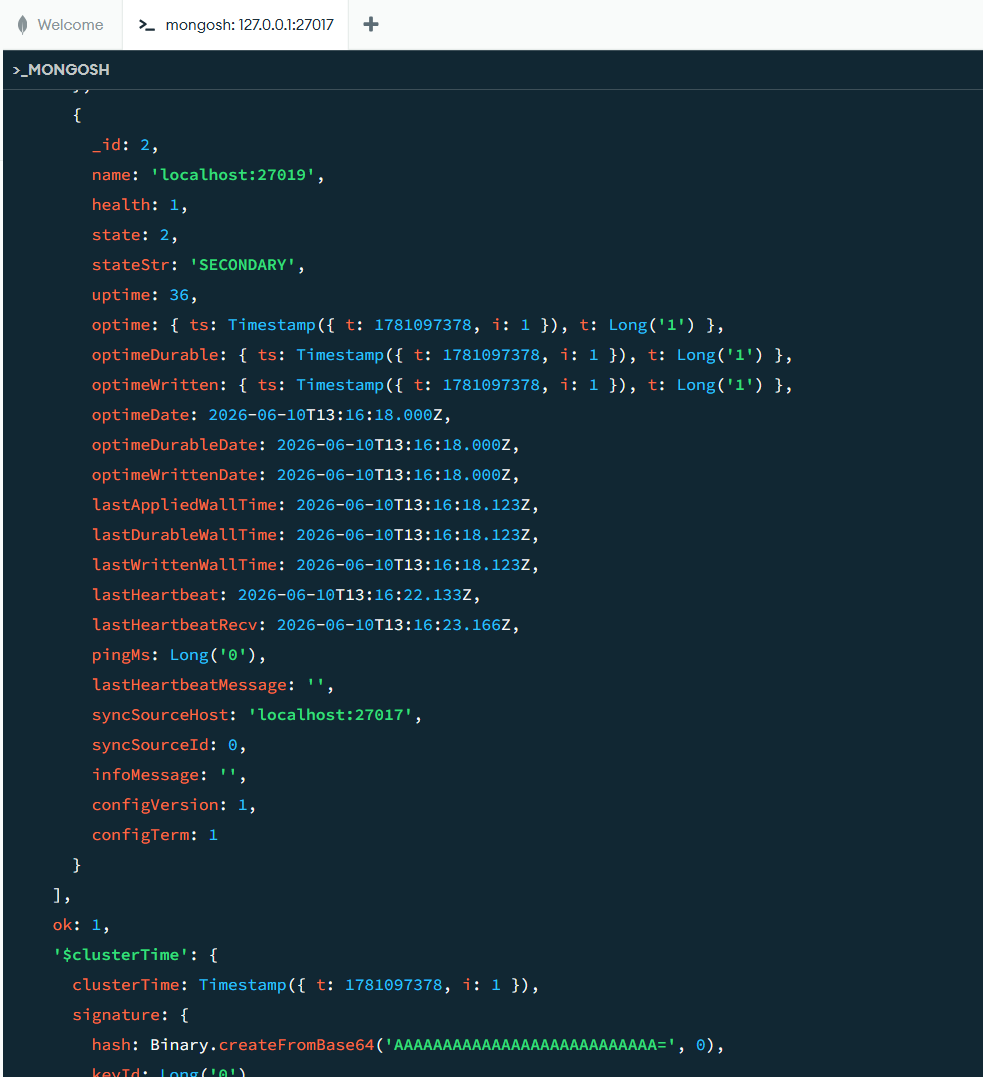 Welcome
mongosh: 127.0.0.1:27017
>_MONGOSH
},
{
_id: 2,
name: 'localhost:27019',
health: 1,
state: 2,
stateStr: 'SECONDARY',
uptime: 36,
optime: { ts: Timestamp({ t: 1781097378, i: 1 }), t: Long('1') },
optimeDurable: { ts: Timestamp({ t: 1781097378, i: 1 }), t: Long('1') },
optimeWritten: { ts: Timestamp({ t: 1781097378, i: 1 }), t: Long('1') },
optimeDate: 2026-06-10T13:16:18.000Z,
optimeDurableDate: 2026-06-10T13:16:18.000Z,
optimeWrittenDate: 2026-06-10T13:16:18.000Z,
lastAppliedWallTime: 2026-06-10T13:16:18.123Z,
lastDurableWallTime: 2026-06-10T13:16:18.123Z,
lastWrittenWallTime: 2026-06-10T13:16:18.123Z,
lastHeartbeat: 2026-06-10T13:16:22.133Z,
lastHeartbeatRecv: 2026-06-10T13:16:23.166Z,
pingMs: Long('0'),
lastHeartbeatMessage: '',
syncSourceHost: 'localhost:27017',
syncSourceId: 0,
infoMessage: '',
configVersion: 1,
configTerm: 1
}
],
ok: 1,
'$clusterTime': {
clusterTime: Timestamp({ t: 1781097378, i: 1 }),
signature: {
hash: Binary.createFromBase64('AAAAAAAAAAAAAAAAAAAAAAAAAAA=', 0),
keyId: Long('0')